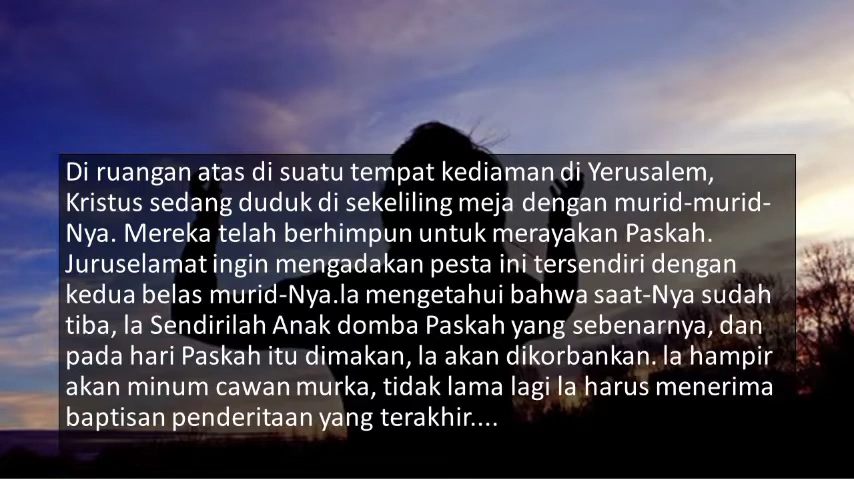 Di ruangan atas di suatu tempat kediaman di Yerusalem,
Kristus sedang duduk di sekeliling meja dengan murid-murid-
Nya. Mereka telah berhimpun untuk merayakan Paskah.
Juruselamat ingin mengadakan pesta ini tersendiri dengan
kedua belas murid-Nya.la mengetahui bahwa saat-Nya sudah
tiba, la Sendirilah Anak domba Paskah yang sebenarnya, dan
pada hari Paskah itu dimakan, la akan dikorbankan. la hampir
akan minum cawan murka, tidak lama lagi la harus menerima
baptisan penderitaan yang terakhir....